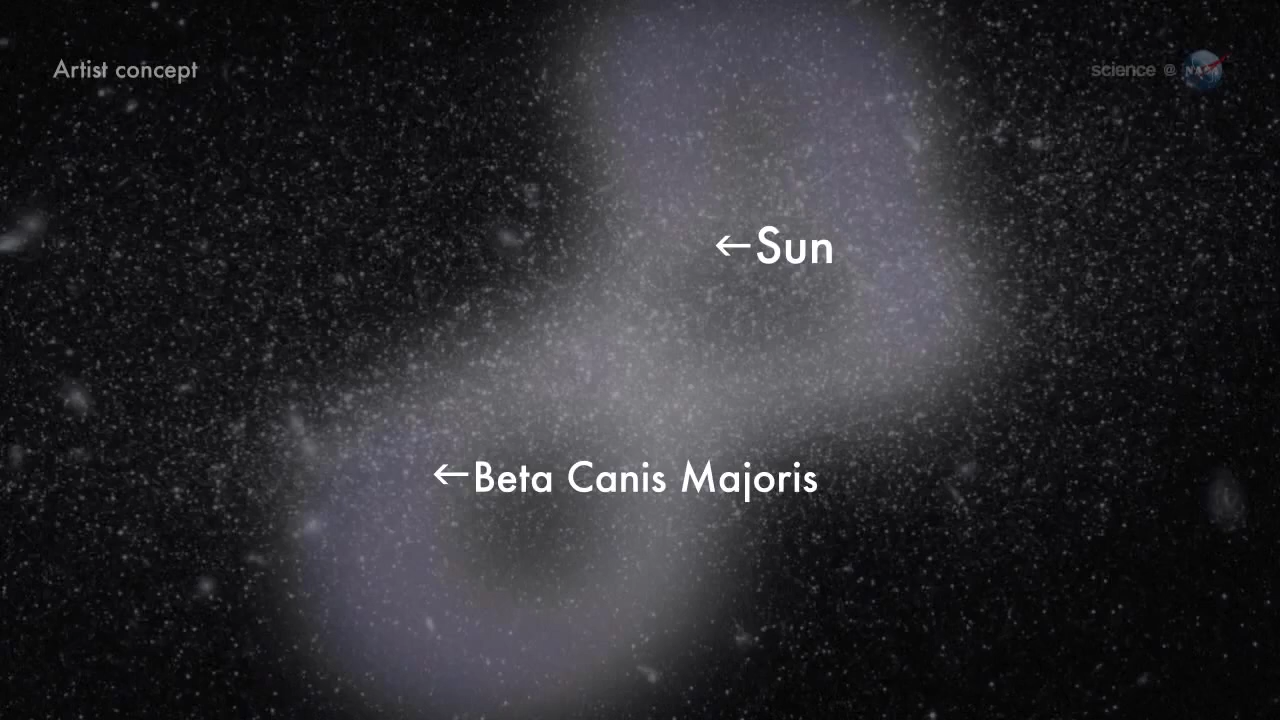 Artist concept
science @ NASA
←Sun
←Beta Canis Majoris